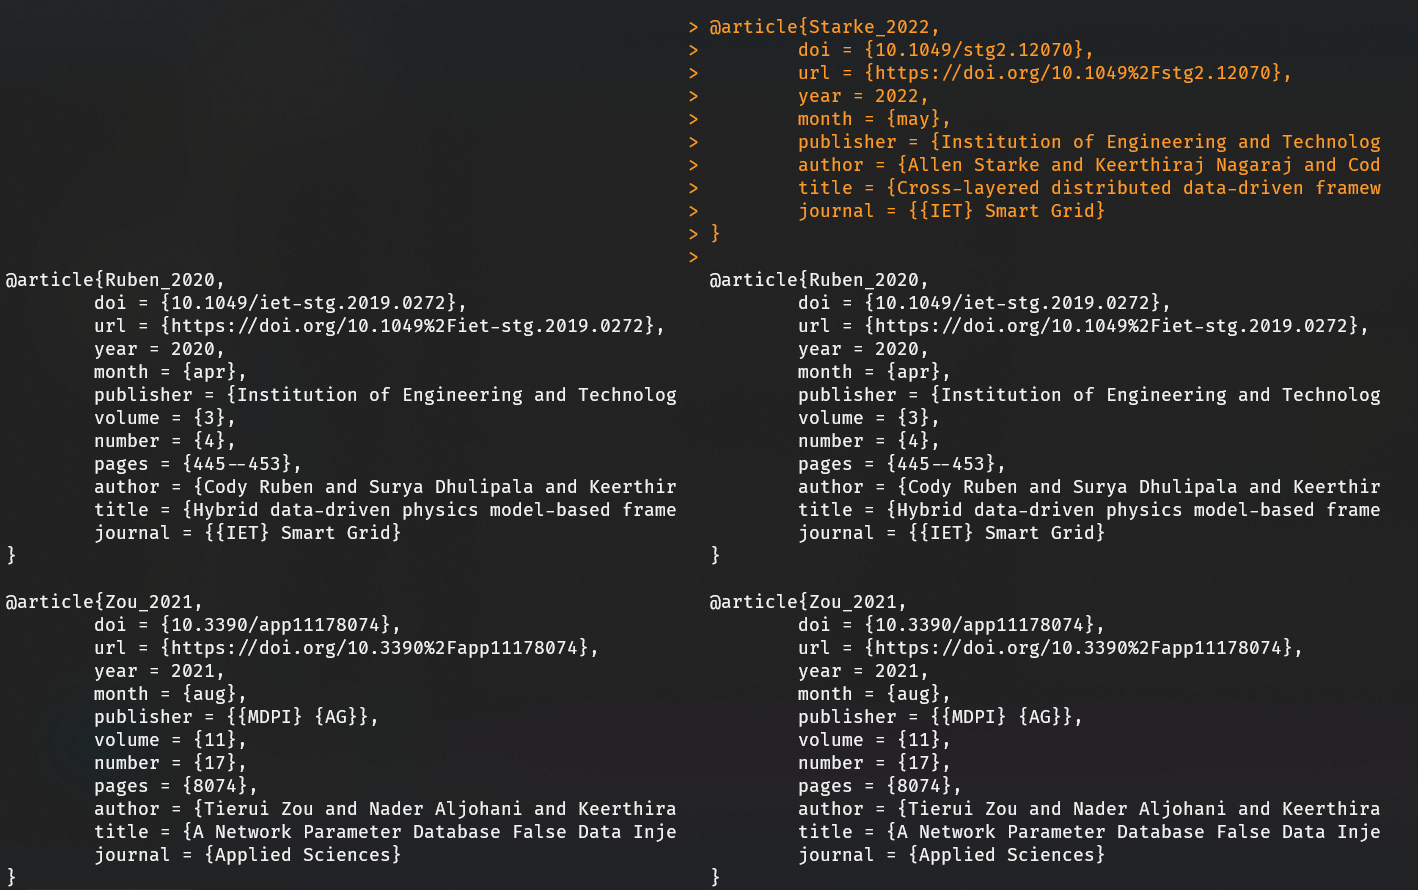 @article{Ruben_2020,
doi = {10.1049/iet-stg.2019.0272},
url = {https://doi.org/10.1049%2Fiet-stg.2019.0272},
year = 2020,
month = {apr},
publisher = {Institution of Engineering and Technolog
volume = {3},
number = {4},
pages = {445--453},
author = {Cody Ruben and Surya Dhulipala and Keerthir
title = {Hybrid data-driven physics model-based frame
journal = {{IET} Smart Grid}
}
@article{Zou_2021,
doi = {10.3390/app11178074},
url = {https://doi.org/10.3390%2Fapp11178074},
year = 2021,
month = {aug},
publisher = {{MDPI} {AG}},
volume = {11},
number = {17},
pages = {8074},
author = {Tierui Zou and Nader Aljohani and Keerthira
title = {A Network Parameter Database False Data Inje
journal = {Applied Sciences}
}
> @article{Starke_2022,
> doi = {10.1049/stg2.12070},
> url = {https://doi.org/10.1049%2Fstg2.12070},
> year = 2022,
> month = {may},
> publisher = {Institution of Engineering and Technolog
> author = {Allen Starke and Keerthiraj Nagaraj and Cod
> title = {Cross-layered distributed data-driven framew
> journal = {{IET} Smart Grid}
> }
>
@article{Ruben_2020,
doi = {10.1049/iet-stg.2019.0272},
url = {https://doi.org/10.1049%2Fiet-stg.2019.0272},
year = 2020,
month = {apr},
publisher = {Institution of Engineering and Technolog
volume = {3},
number = {4},
pages = {445--453},
author = {Cody Ruben and Surya Dhulipala and Keerthir
title = {Hybrid data-driven physics model-based frame
journal = {{IET} Smart Grid}
}
@article{Zou_2021,
doi = {10.3390/app11178074},
url = {https://doi.org/10.3390%2Fapp11178074},
year = 2021,
month = {aug},
publisher = {{MDPI} {AG}},
volume = {11},
number = {17},
pages = {8074},
author = {Tierui Zou and Nader Aljohani and Keerthira
title = {A Network Parameter Database False Data Inje
journal = {Applied Sciences}
}